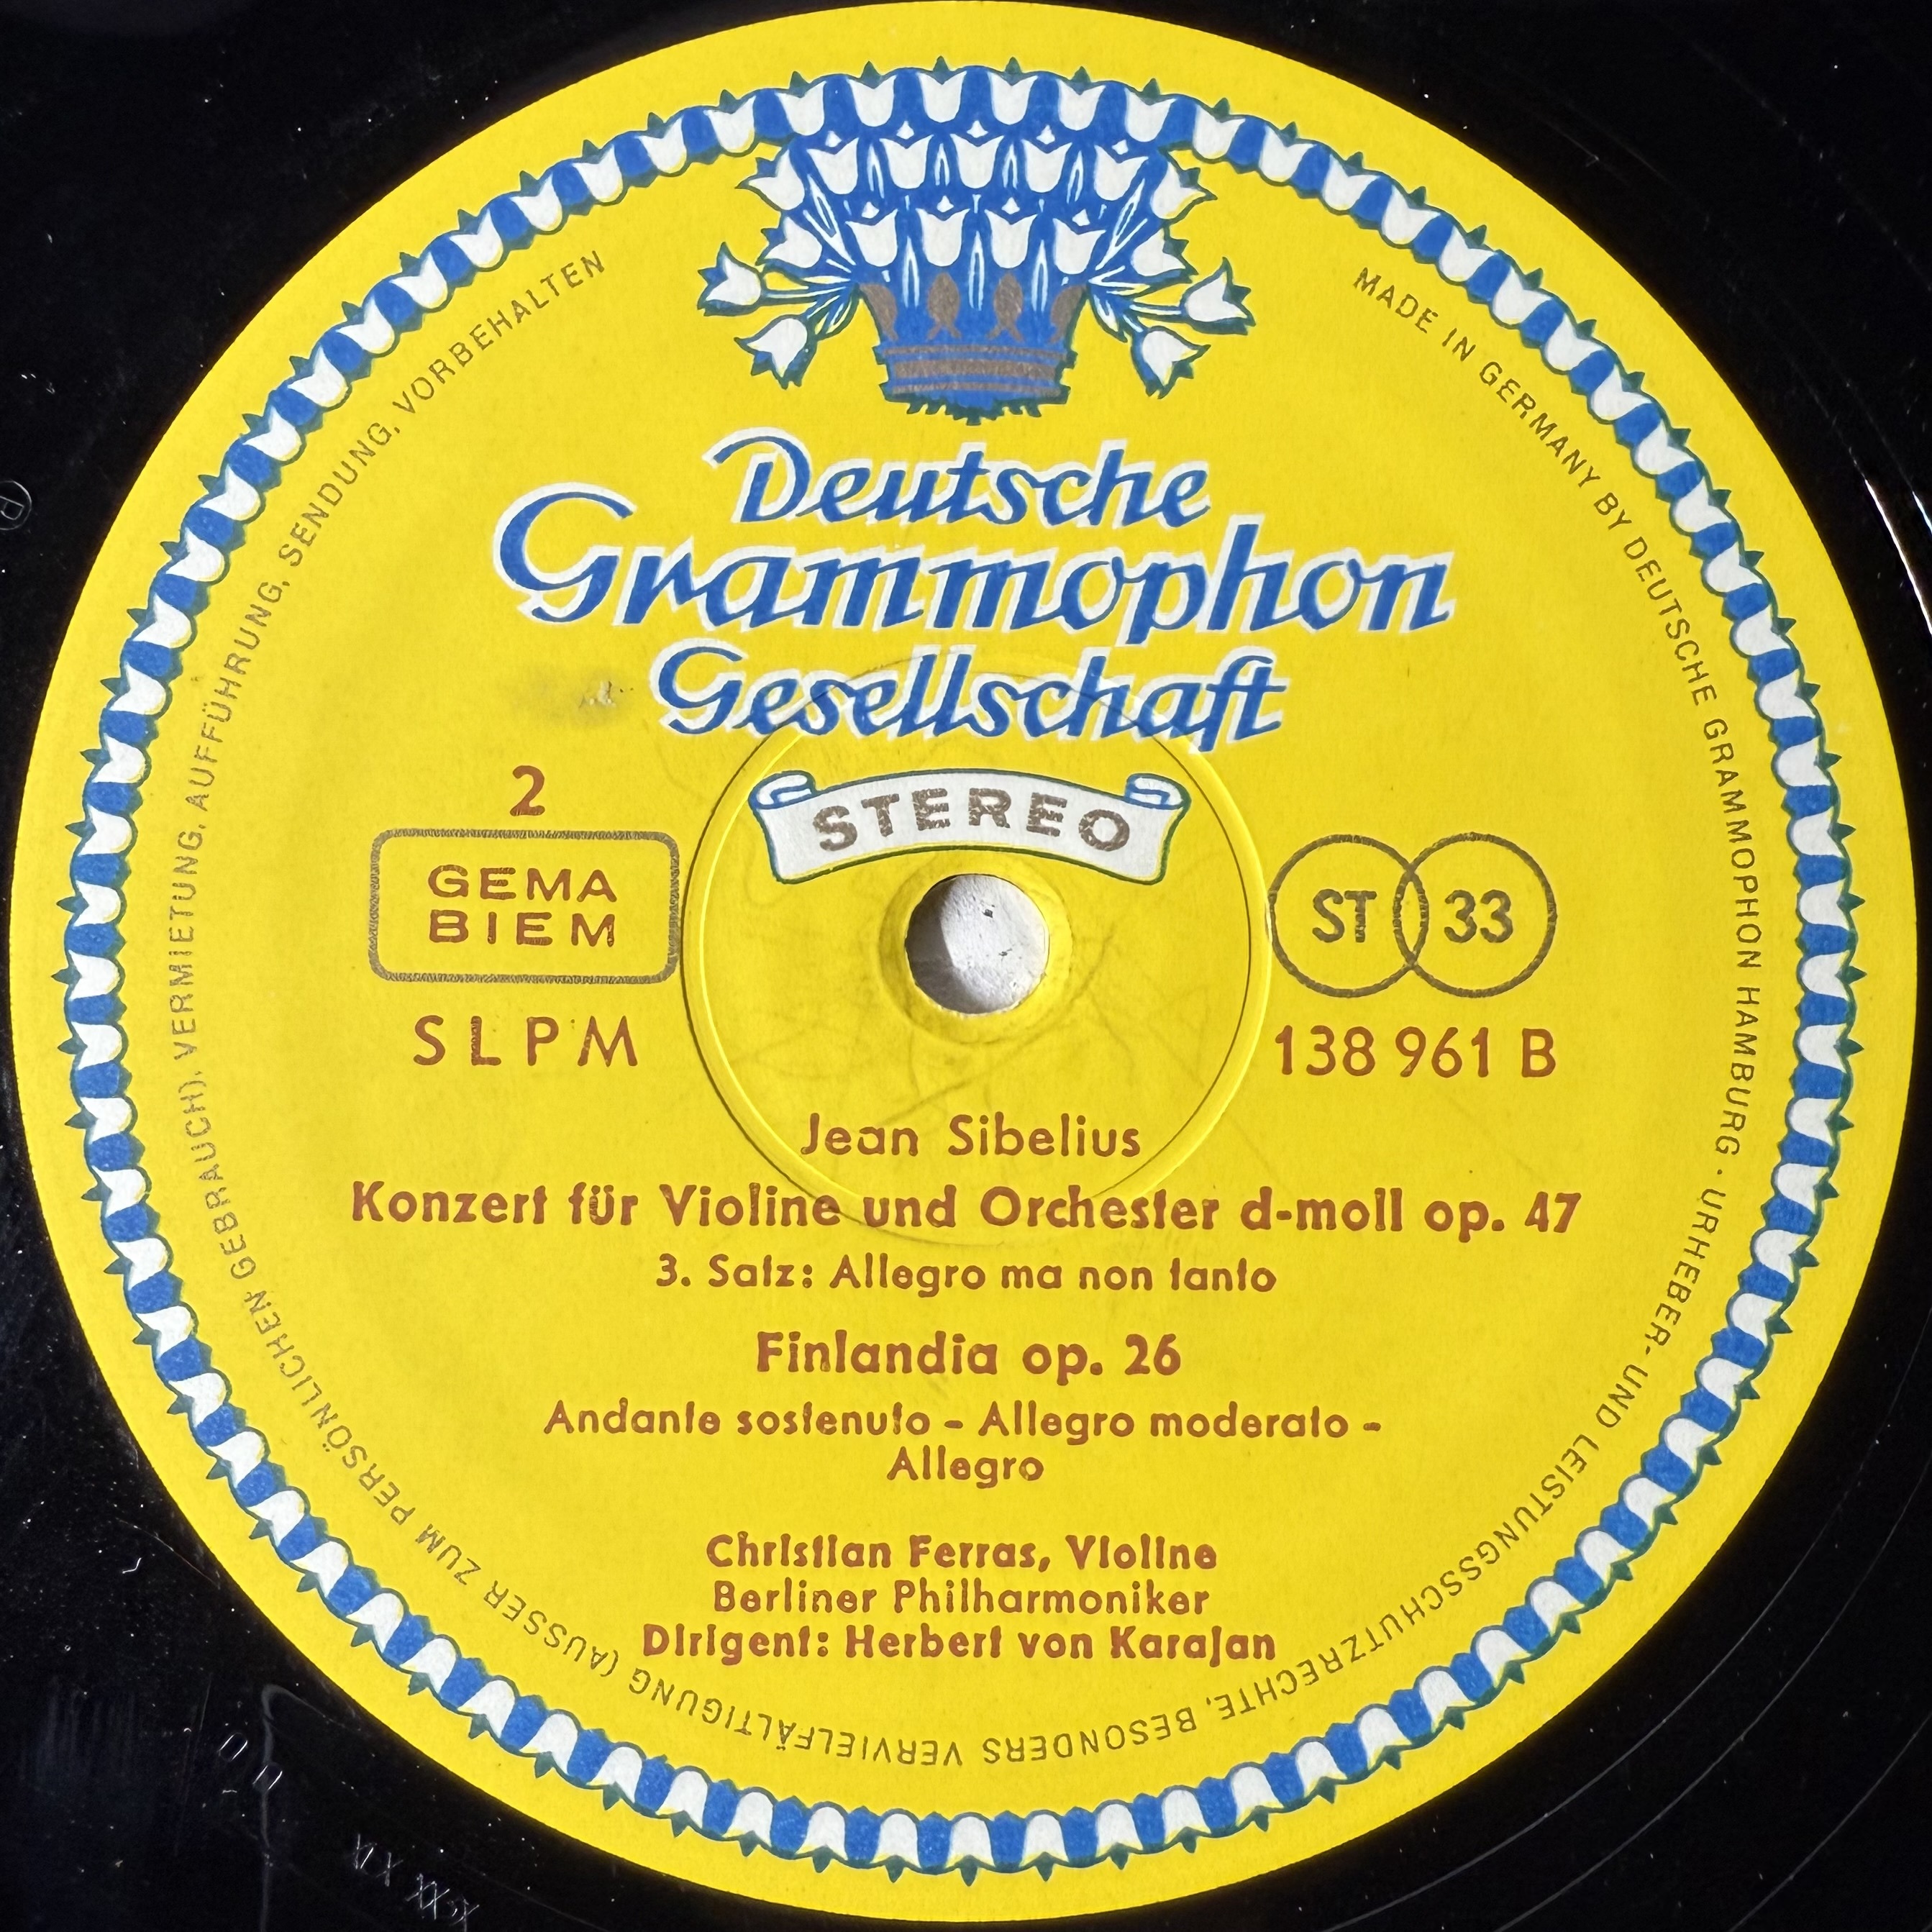 Deutsche
Grammophon
Gesellschaft
STEREO
2
GEMA
BIEM
ST 33
SLPM
138 961 B
Jean Sibelius
Konzert für Violine und Orchester d-moll op. 47
3. Satz: Allegro ma non tanto
Finlandia op. 26
Andante sostenuto – Allegro moderato –
Allegro
Christian Ferras, Violine
Berliner Philharmoniker
Dirigent: Herbert von Karajan
MADE IN GERMANY BY DEUTSCHE GRAMMOPHON HAMBURG · URHEBER- UND LEISTUNGSSCHUTZRECHTE, BESONDERS VERVIELFÄLTIGUNG (AUSSER ZUM PERSÖNLICHEN GEBRAUCH), VERMIETUNG, AUFFÜHRUNG, SENDUNG, VORBEHALTEN
℗